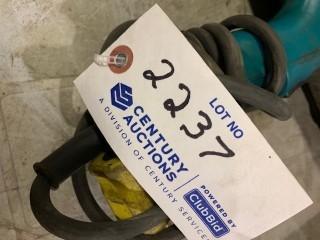 LOT NO
2237
CENTURY
AUCTIONS
A DIVISION OF CENTURY SERVICES
POWERED BY
ClubBid